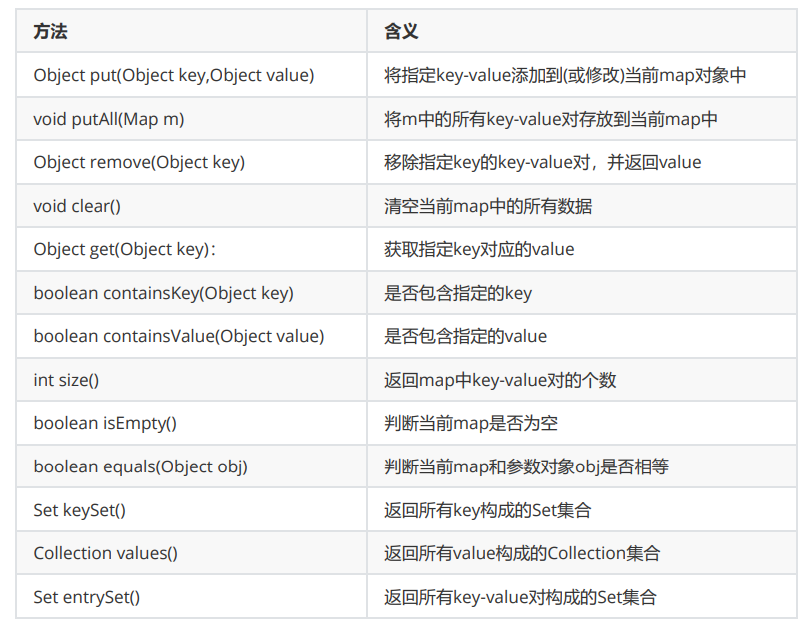 方法 含义
Object put(Object key,Object value) 将指定key-value添加到(或修改)当前map对象中
void putAll(Map m) 将m中的所有key-value对存放到当前map中
Object remove(Object key) 移除指定key的key-value对，并返回value
void clear() 清空当前map中的所有数据
Object get(Object key)： 获取指定key对应的value
boolean containsKey(Object key) 是否包含指定的key
boolean containsValue(Object value) 是否包含指定的value
int size() 返回map中key-value对的个数
boolean isEmpty() 判断当前map是否为空
boolean equals(Object obj) 判断当前map和参数对象obj是否相等
Set keySet() 返回所有key构成的Set集合
Collection values() 返回所有value构成的Collection集合
Set entrySet() 返回所有key-value对构成的Set集合